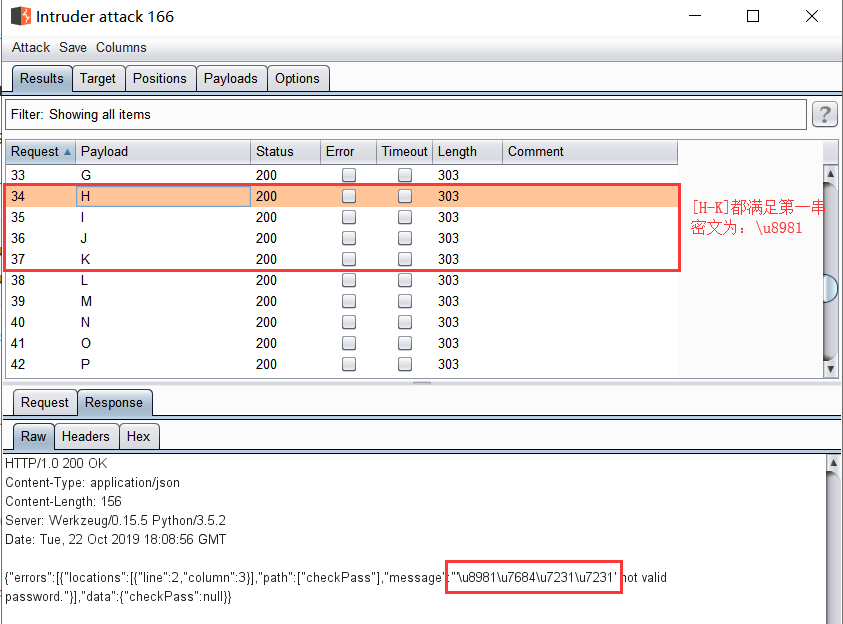 Intruder attack 166
Attack Save Columns
Results Target Positions Payloads Options
Filter: Showing all items
?
Request Payload Status Error Timeout Length Comment
33 G 200 303
34 H 200 303
35 I 200 303
36 J 200 303
37 K 200 303
38 L 200 303
39 M 200 303
40 N 200 303
41 O 200 303
42 P 200 303
[H-K]都满足第一串
密文为：\u8981
Request Response
Raw Headers Hex
HTTP/1.0 200 OK
Content-Type: application/json
Content-Length: 156
Server: Werkzeug/0.15.5 Python/3.5.2
Date: Tue, 22 Oct 2019 18:08:56 GMT
{"errors":[{"locations":[{"line":2,"column":3}],"path":["checkPass"],"message":"'\u8981\u7684\u7231\u7231' not valid
password."}],"data":{"checkPass":null}}